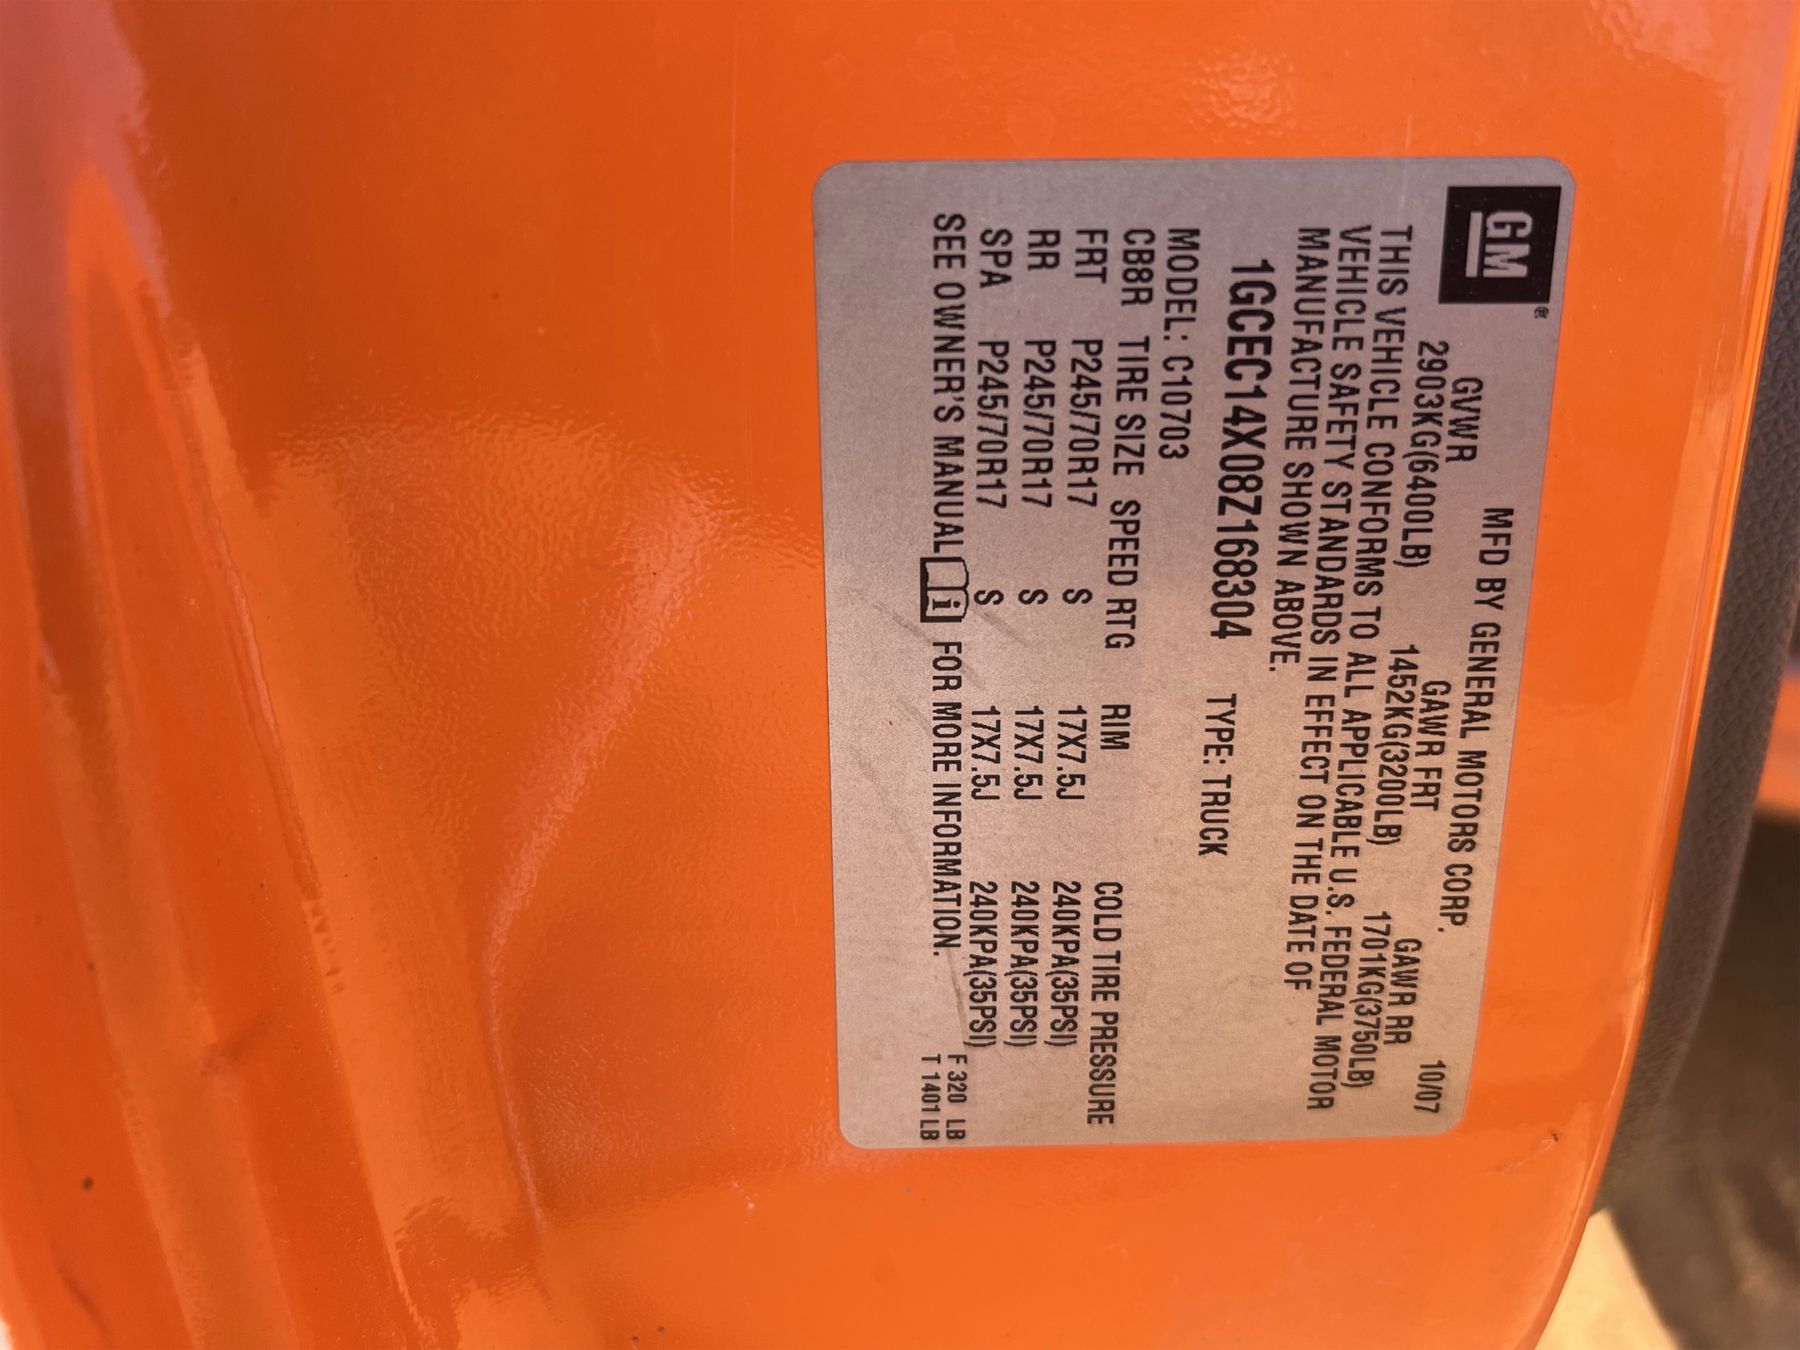 GM®
MFD BY GENERAL MOTORS CORP. 10/07
GVWR GAWR FRT GAWR RR
2903KG(6400LB) 1452KG(3200LB) 1701KG(3750LB)
THIS VEHICLE CONFORMS TO ALL APPLICABLE U.S. FEDERAL MOTOR
VEHICLE SAFETY STANDARDS IN EFFECT ON THE DATE OF
MANUFACTURE SHOWN ABOVE.
1GCEC14X08Z168304 TYPE: TRUCK
MODEL: C10703
CB8R TIRE SIZE SPEED RTG RIM COLD TIRE PRESSURE
FRT P245/70R17 S 17X7.5J 240KPA(35PSI)
RR P245/70R17 S 17X7.5J 240KPA(35PSI)
SPA P245/70R17 S 17X7.5J 240KPA(35PSI)
SEE OWNER'S MANUAL i FOR MORE INFORMATION.
F 320 LB
T 1401 LB